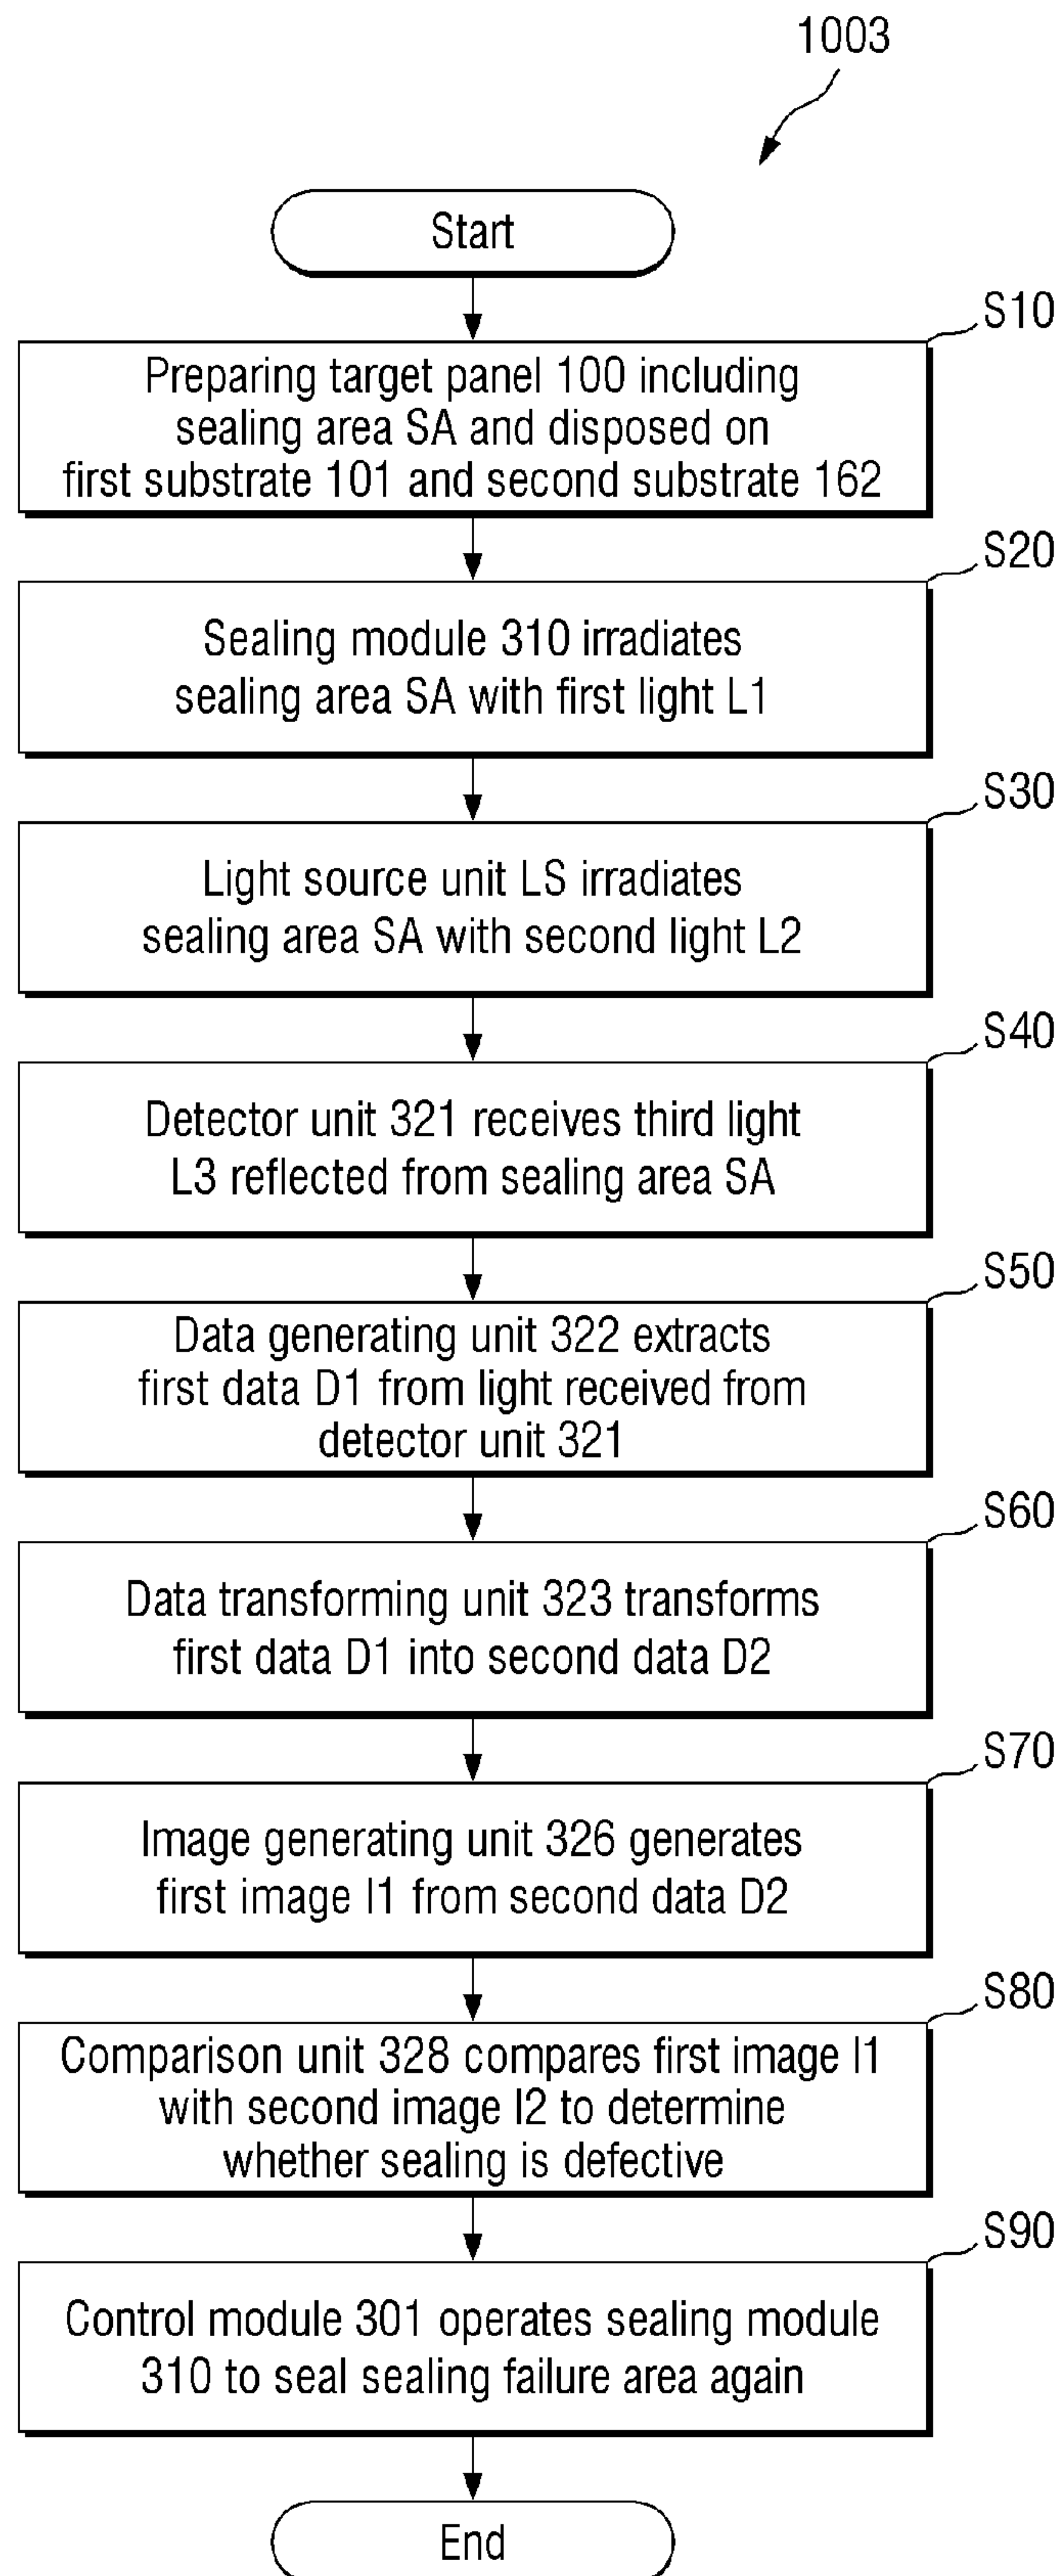 1003
Start
S10
Preparing target panel 100 including
sealing area SA and disposed on
first substrate 101 and second substrate 162
S20
Sealing module 310 irradiates
sealing area SA with first light L1
S30
Light source unit LS irradiates
sealing area SA with second light L2
S40
Detector unit 321 receives third light
L3 reflected from sealing area SA
S50
Data generating unit 322 extracts
first data D1 from light received from
detector unit 321
S60
Data transforming unit 323 transforms
first data D1 into second data D2
S70
Image generating unit 326 generates
first image I1 from second data D2
S80
Comparison unit 328 compares first image I1
with second image I2 to determine
whether sealing is defective
S90
Control module 301 operates sealing module
310 to seal sealing failure area again
End